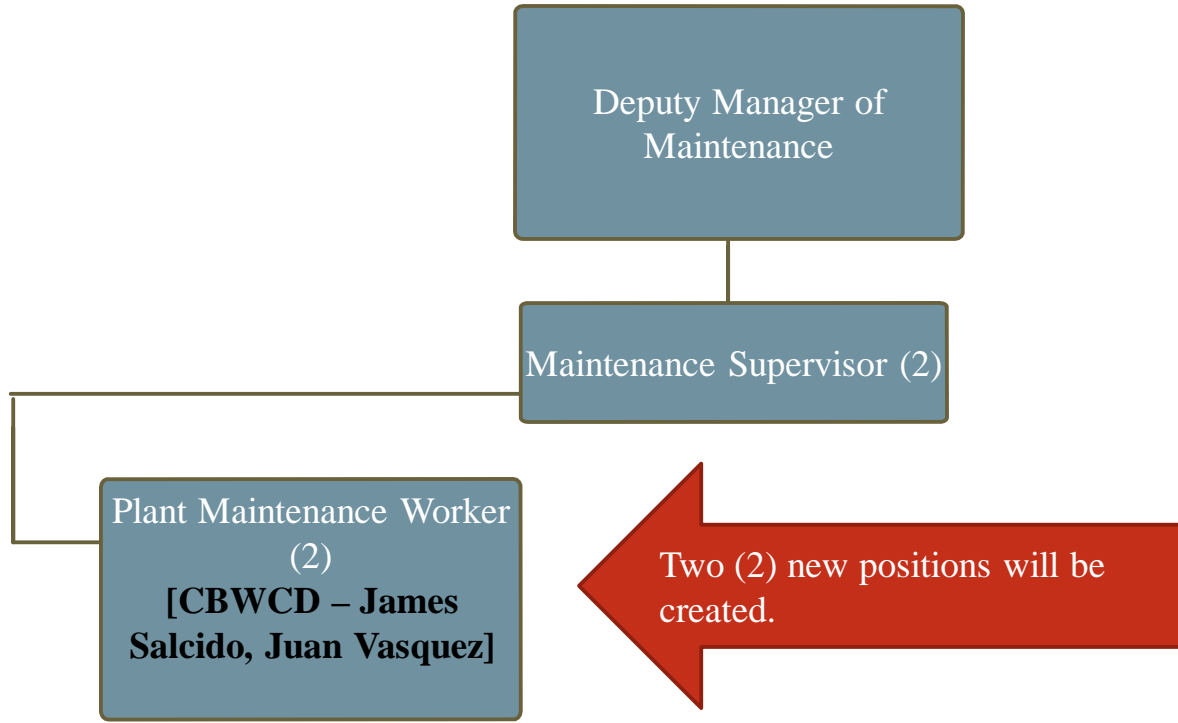 Deputy Manager of
Maintenance
Maintenance Supervisor (2)
Plant Maintenance Worker
(2)
[CBWCD – James
Salcido, Juan Vasquez]
Two (2) new positions will be
created.